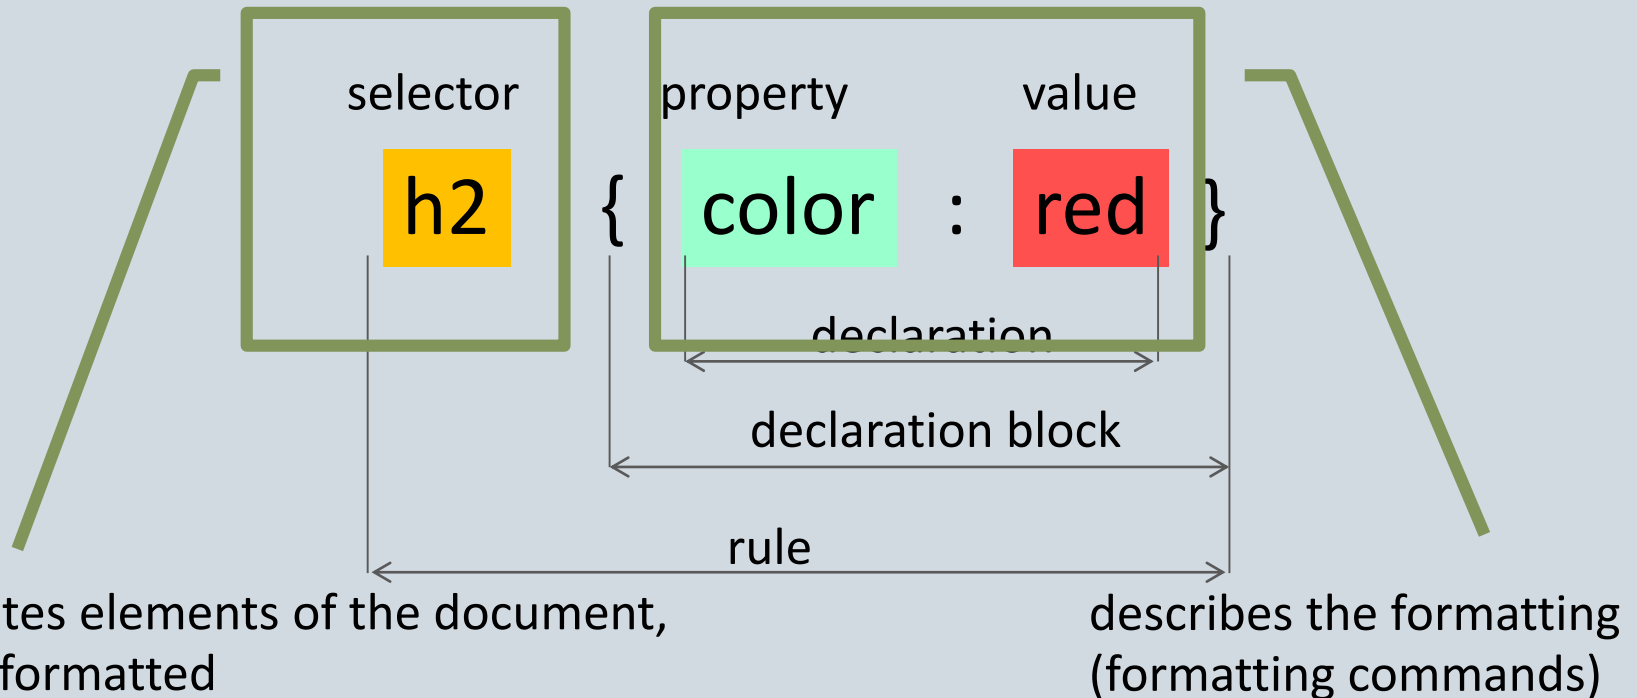 selector property value
h2 { color : red }
declaration
declaration block
rule
elements of the document,
formatted
describes the formatting
(formatting commands)